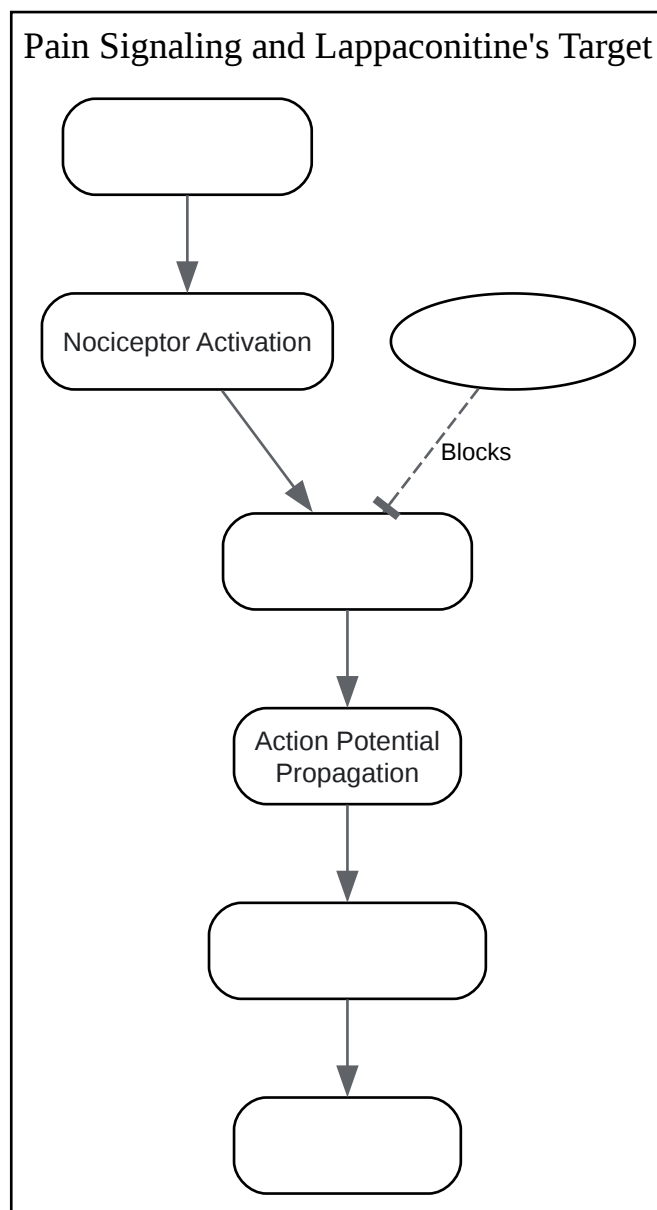 Pain Signaling and Lappaconitine's Target
Nociceptor Activation
Blocks
Action Potential
Propagation